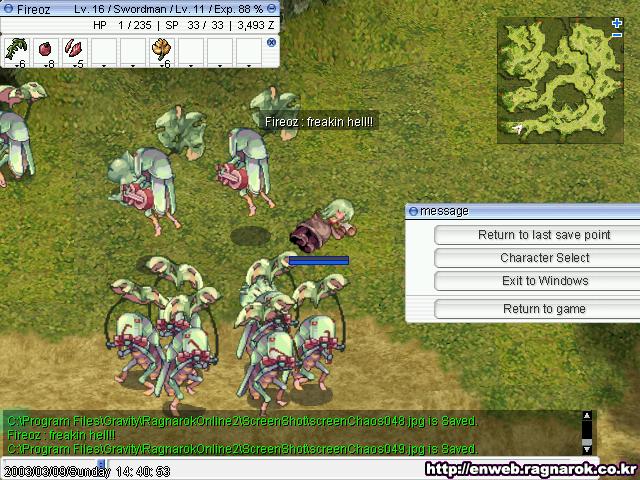 Fireoz Lv. 16 / Swordman / Lv. 11 / Exp. 88 %
HP 1 / 235 | SP 33 / 33 | 3,493 Z
6 8 5 6
Fireoz : freakin hell!!
message
Return to last save point
Character Select
Exit to Windows
Return to game
C:\Program Files\Gravity\RagnarokOnline2\ScreenShot\screenChaos048.jpg is Saved.
Fireoz : freakin hell!!
C:\Program Files\Gravity\RagnarokOnline2\ScreenShot\screenChaos049.jpg is Saved.
2003/03/09/Sunday 14: 40: 53
http://enweb.ragnarok.co.kr